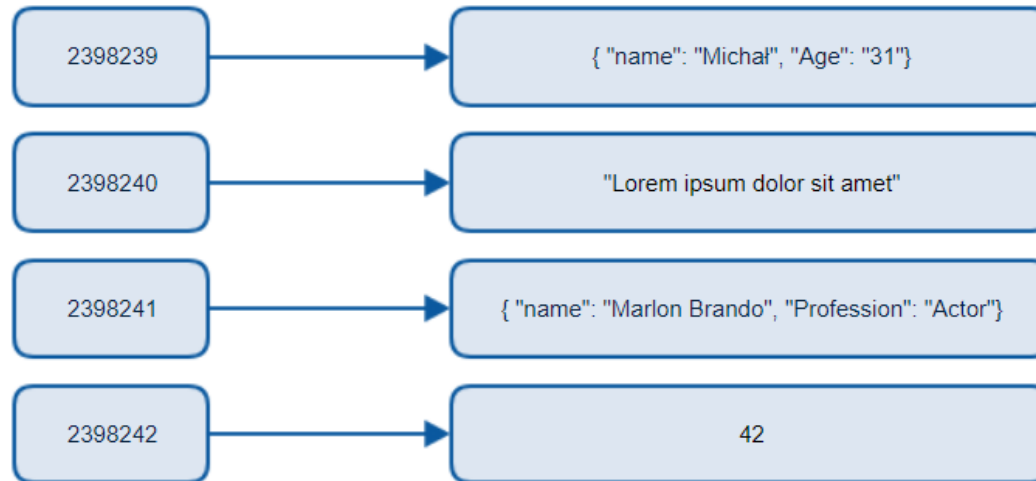 2398239
{ "name": "Michał", "Age": "31"}
2398240
"Lorem ipsum dolor sit amet"
2398241
{ "name": "Marlon Brando", "Profession": "Actor"}
2398242
42